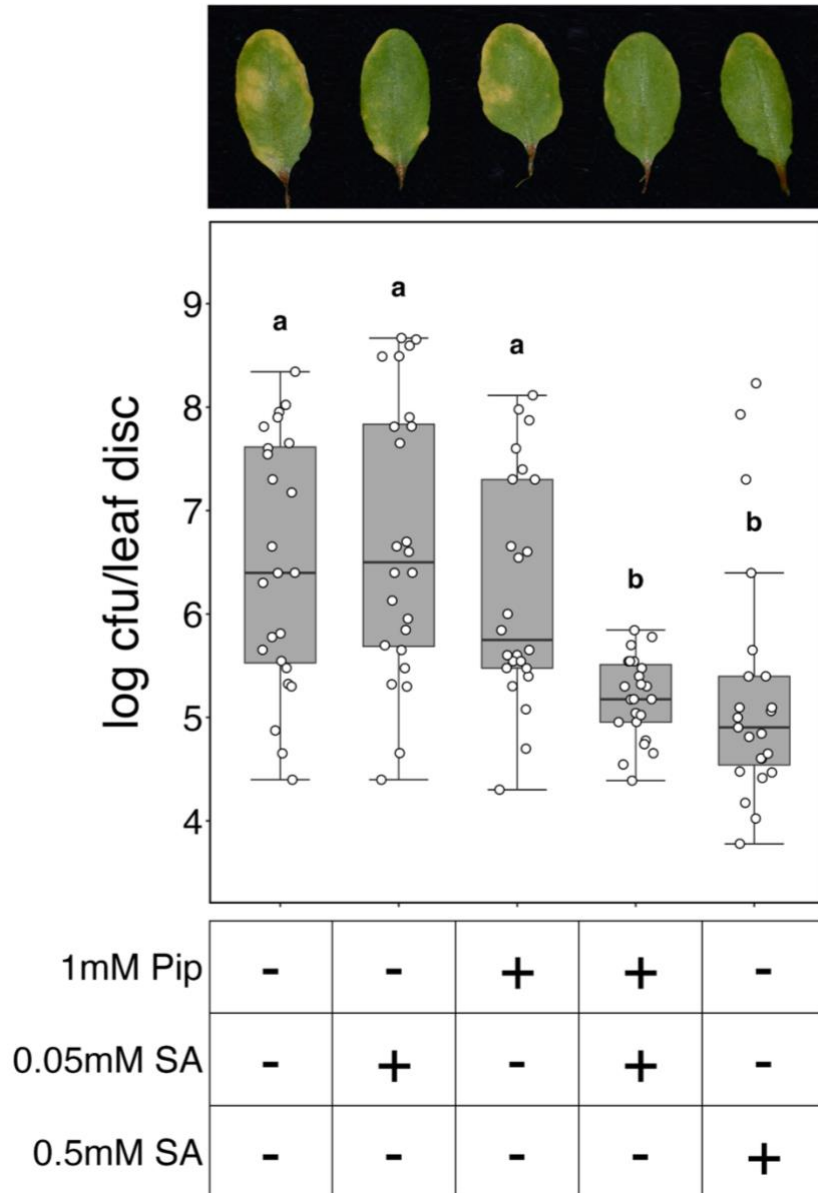 a
a
a
b
b
9
8
7
6
5
4
log cfu/leaf disc
1mM Pip - - + + -
0.05mM SA - + - + -
0.5mM SA - - - - +